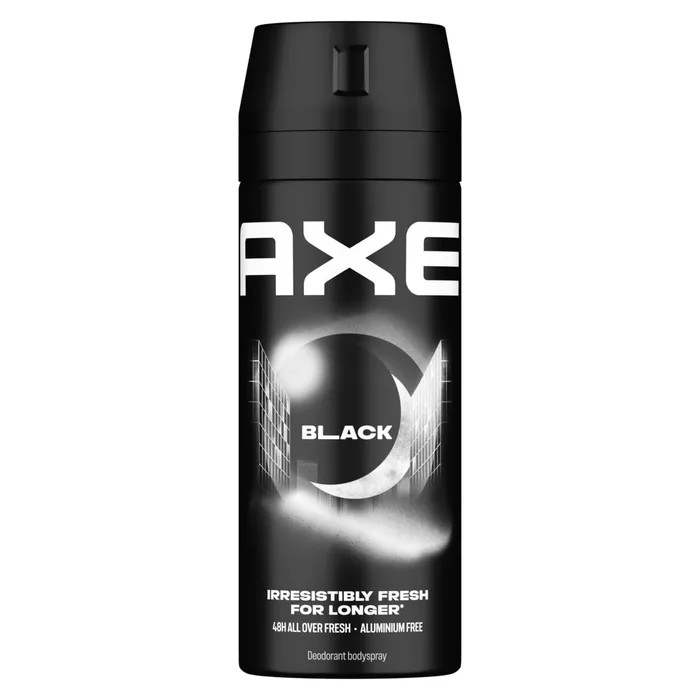 AXE
BLACK
IRRESISTIBLY FRESH
FOR LONGER*
48H ALL OVER FRESH • ALUMINIUM FREE
Deodorant bodyspray